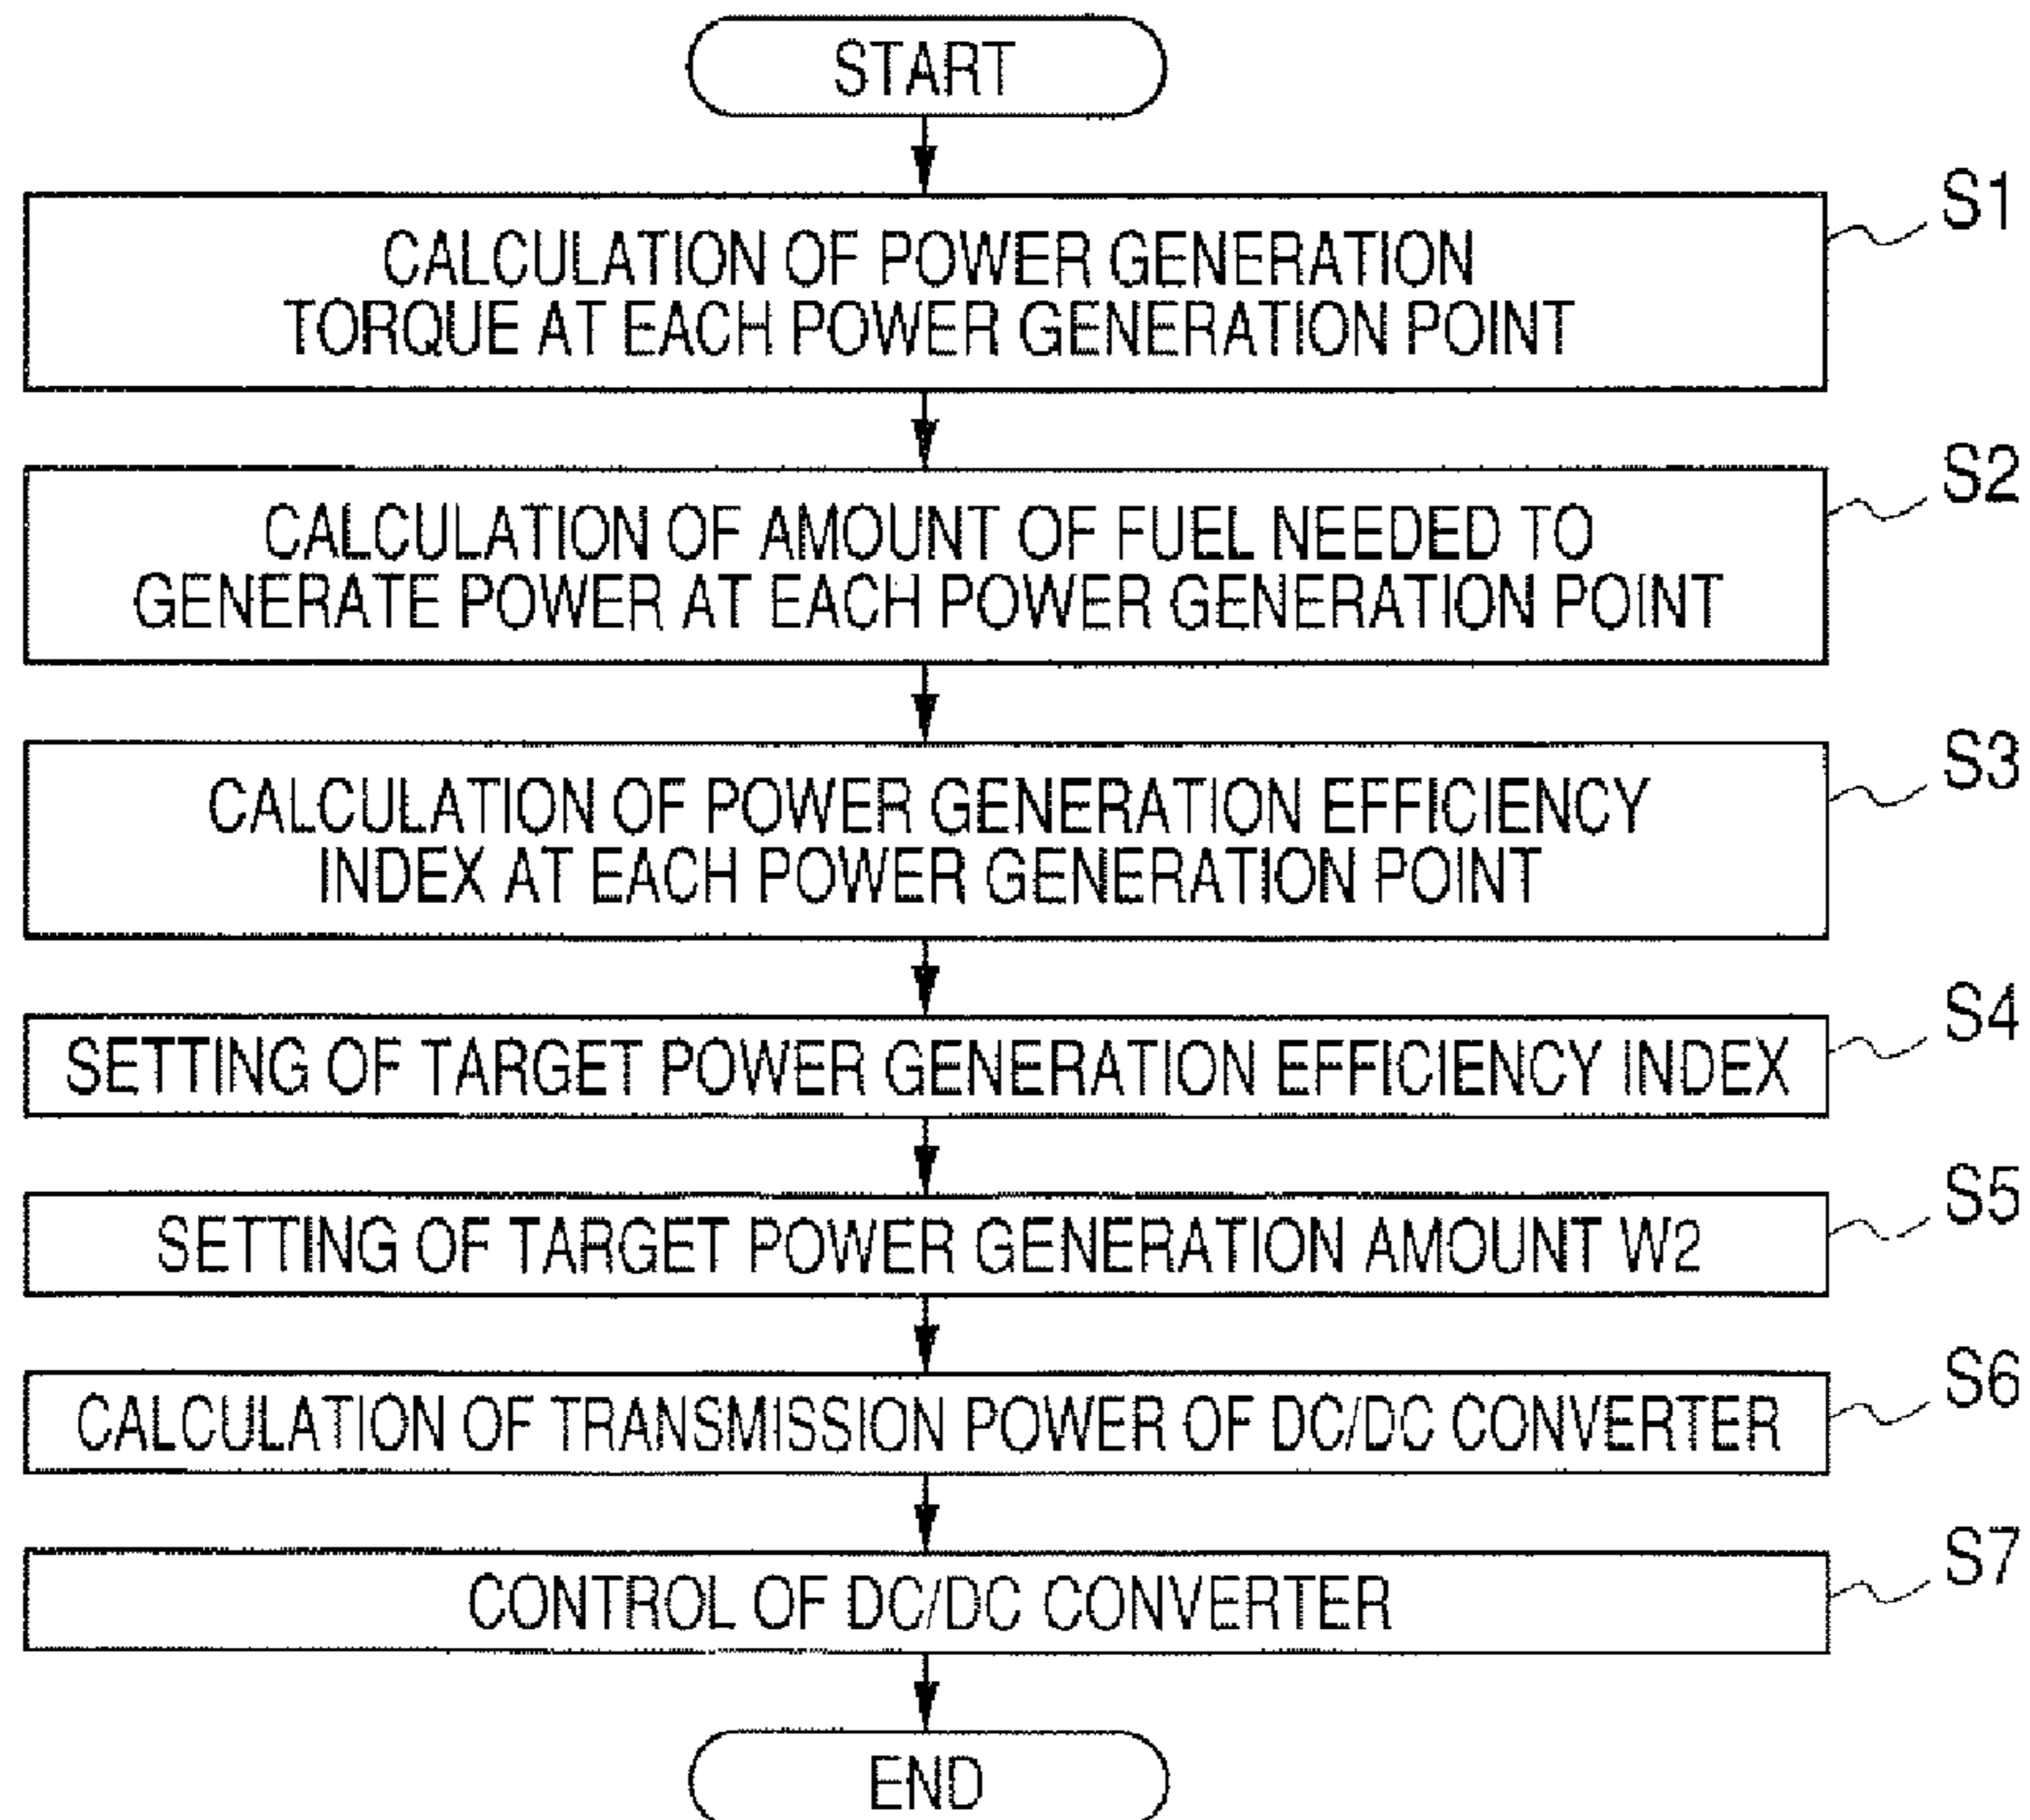 START
S1
CALCULATION OF POWER GENERATION
TORQUE AT EACH POWER GENERATION POINT
S2
CALCULATION OF AMOUNT OF FUEL NEEDED TO
GENERATE POWER AT EACH POWER GENERATION POINT
S3
CALCULATION OF POWER GENERATION EFFICIENCY
INDEX AT EACH POWER GENERATION POINT
S4
SETTING OF TARGET POWER GENERATION EFFICIENCY INDEX
S5
SETTING OF TARGET POWER GENERATION AMOUNT W2
S6
CALCULATION OF TRANSMISSION POWER OF DC/DC CONVERTER
S7
CONTROL OF DC/DC CONVERTER
END